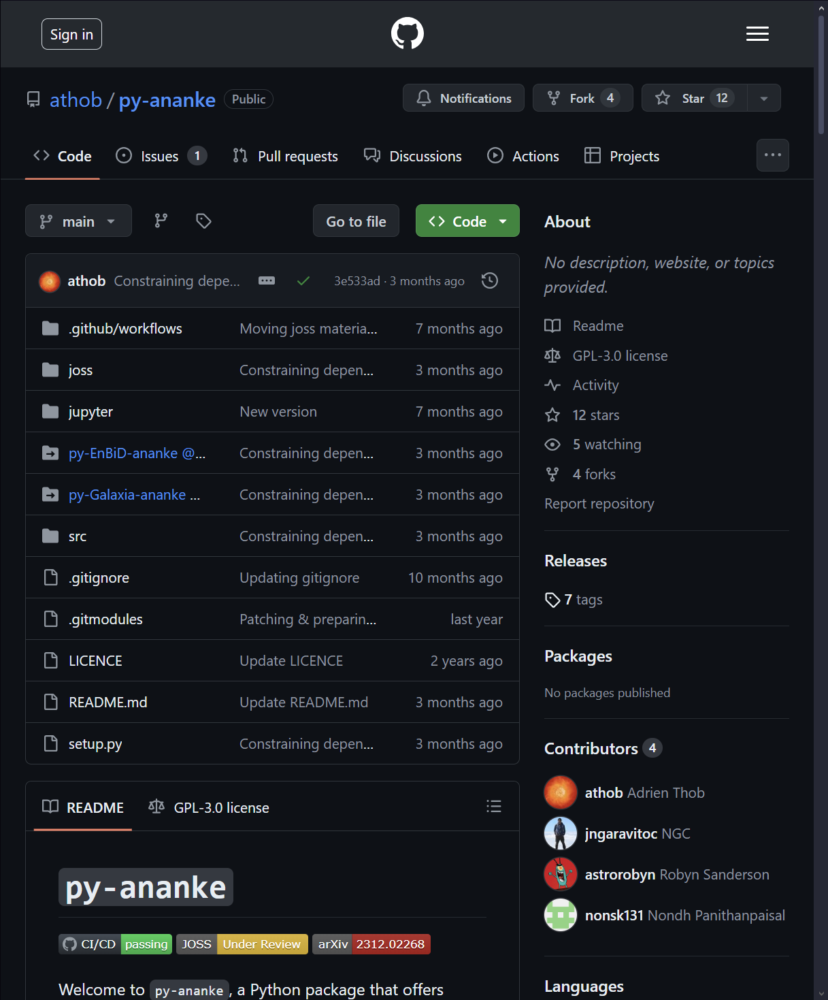 Sign in
athob / py-ananke Public
Notifications
Fork 4
Star 12
Code
Issues 1
Pull requests
Discussions
Actions
Projects
main
Go to file
Code
athob Constraining depe... 3e533ad · 3 months ago
.github/workflows Moving joss materia... 7 months ago
joss Constraining depen... 3 months ago
jupyter New version 7 months ago
py-EnBiD-ananke @... Constraining depen... 3 months ago
py-Galaxia-ananke ... Constraining depen... 3 months ago
src Constraining depen... 3 months ago
.gitignore Updating gitignore 10 months ago
.gitmodules Patching & preparin... last year
LICENCE Update LICENCE 2 years ago
README.md Update README.md 3 months ago
setup.py Constraining depen... 3 months ago
README
GPL-3.0 license
py-ananke
CI/CD passing JOSS Under Review arXiv 2312.02268
Welcome to py-ananke, a Python package that offers
About
No description, website, or topics
provided.
Readme
GPL-3.0 license
Activity
12 stars
5 watching
4 forks
Report repository
Releases
7 tags
Packages
No packages published
Contributors 4
athob Adrien Thob
jngaravitoc NGC
astrorobyn Robyn Sanderson
nonsk131 Nondh Panithanpaisal
Languages